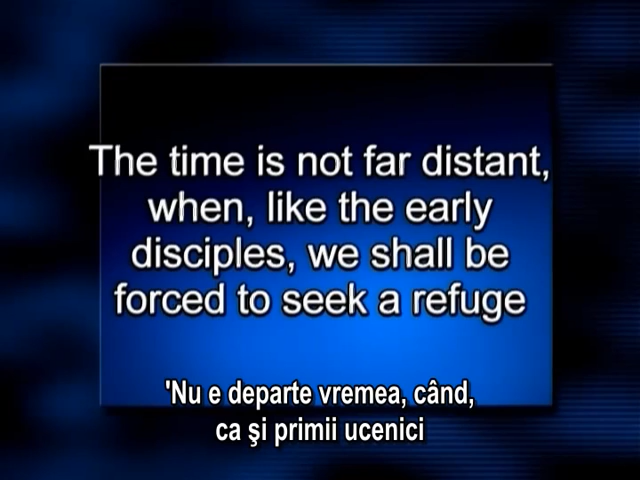 The time is not far distant,
when, like the early
disciples, we shall be
forced to seek a refuge
'Nu e departe vremea, când,
ca şi primii ucenici